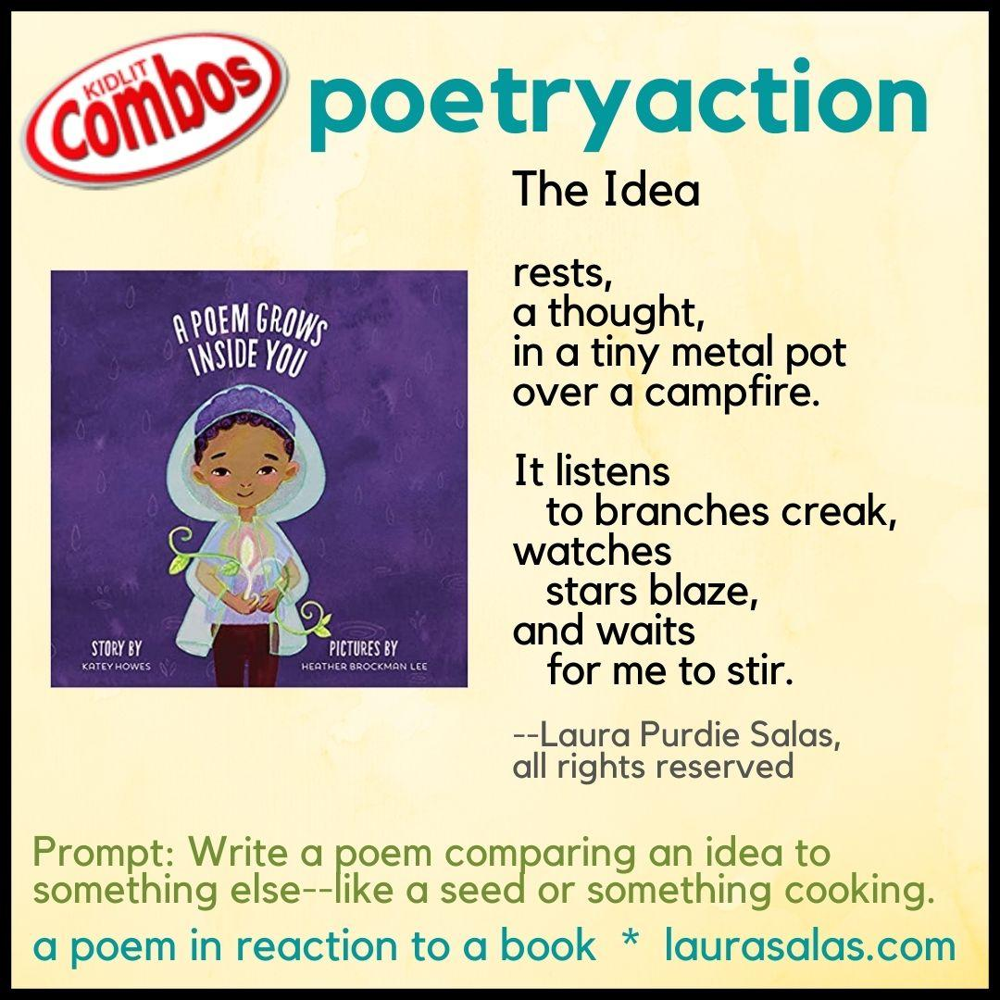 KIDLIT
Combos
poetryaction
The Idea
rests,
a thought,
in a tiny metal pot
over a campfire.
It listens
to branches creak,
watches
stars blaze,
and waits
for me to stir.
--Laura Purdie Salas,
all rights reserved
A POEM GROWS
INSIDE YOU
STORY BY
KATEY HOWES
PICTURES BY
HEATHER BROCKMAN LEE
Prompt: Write a poem comparing an idea to
something else--like a seed or something cooking.
a poem in reaction to a book * laurasalas.com